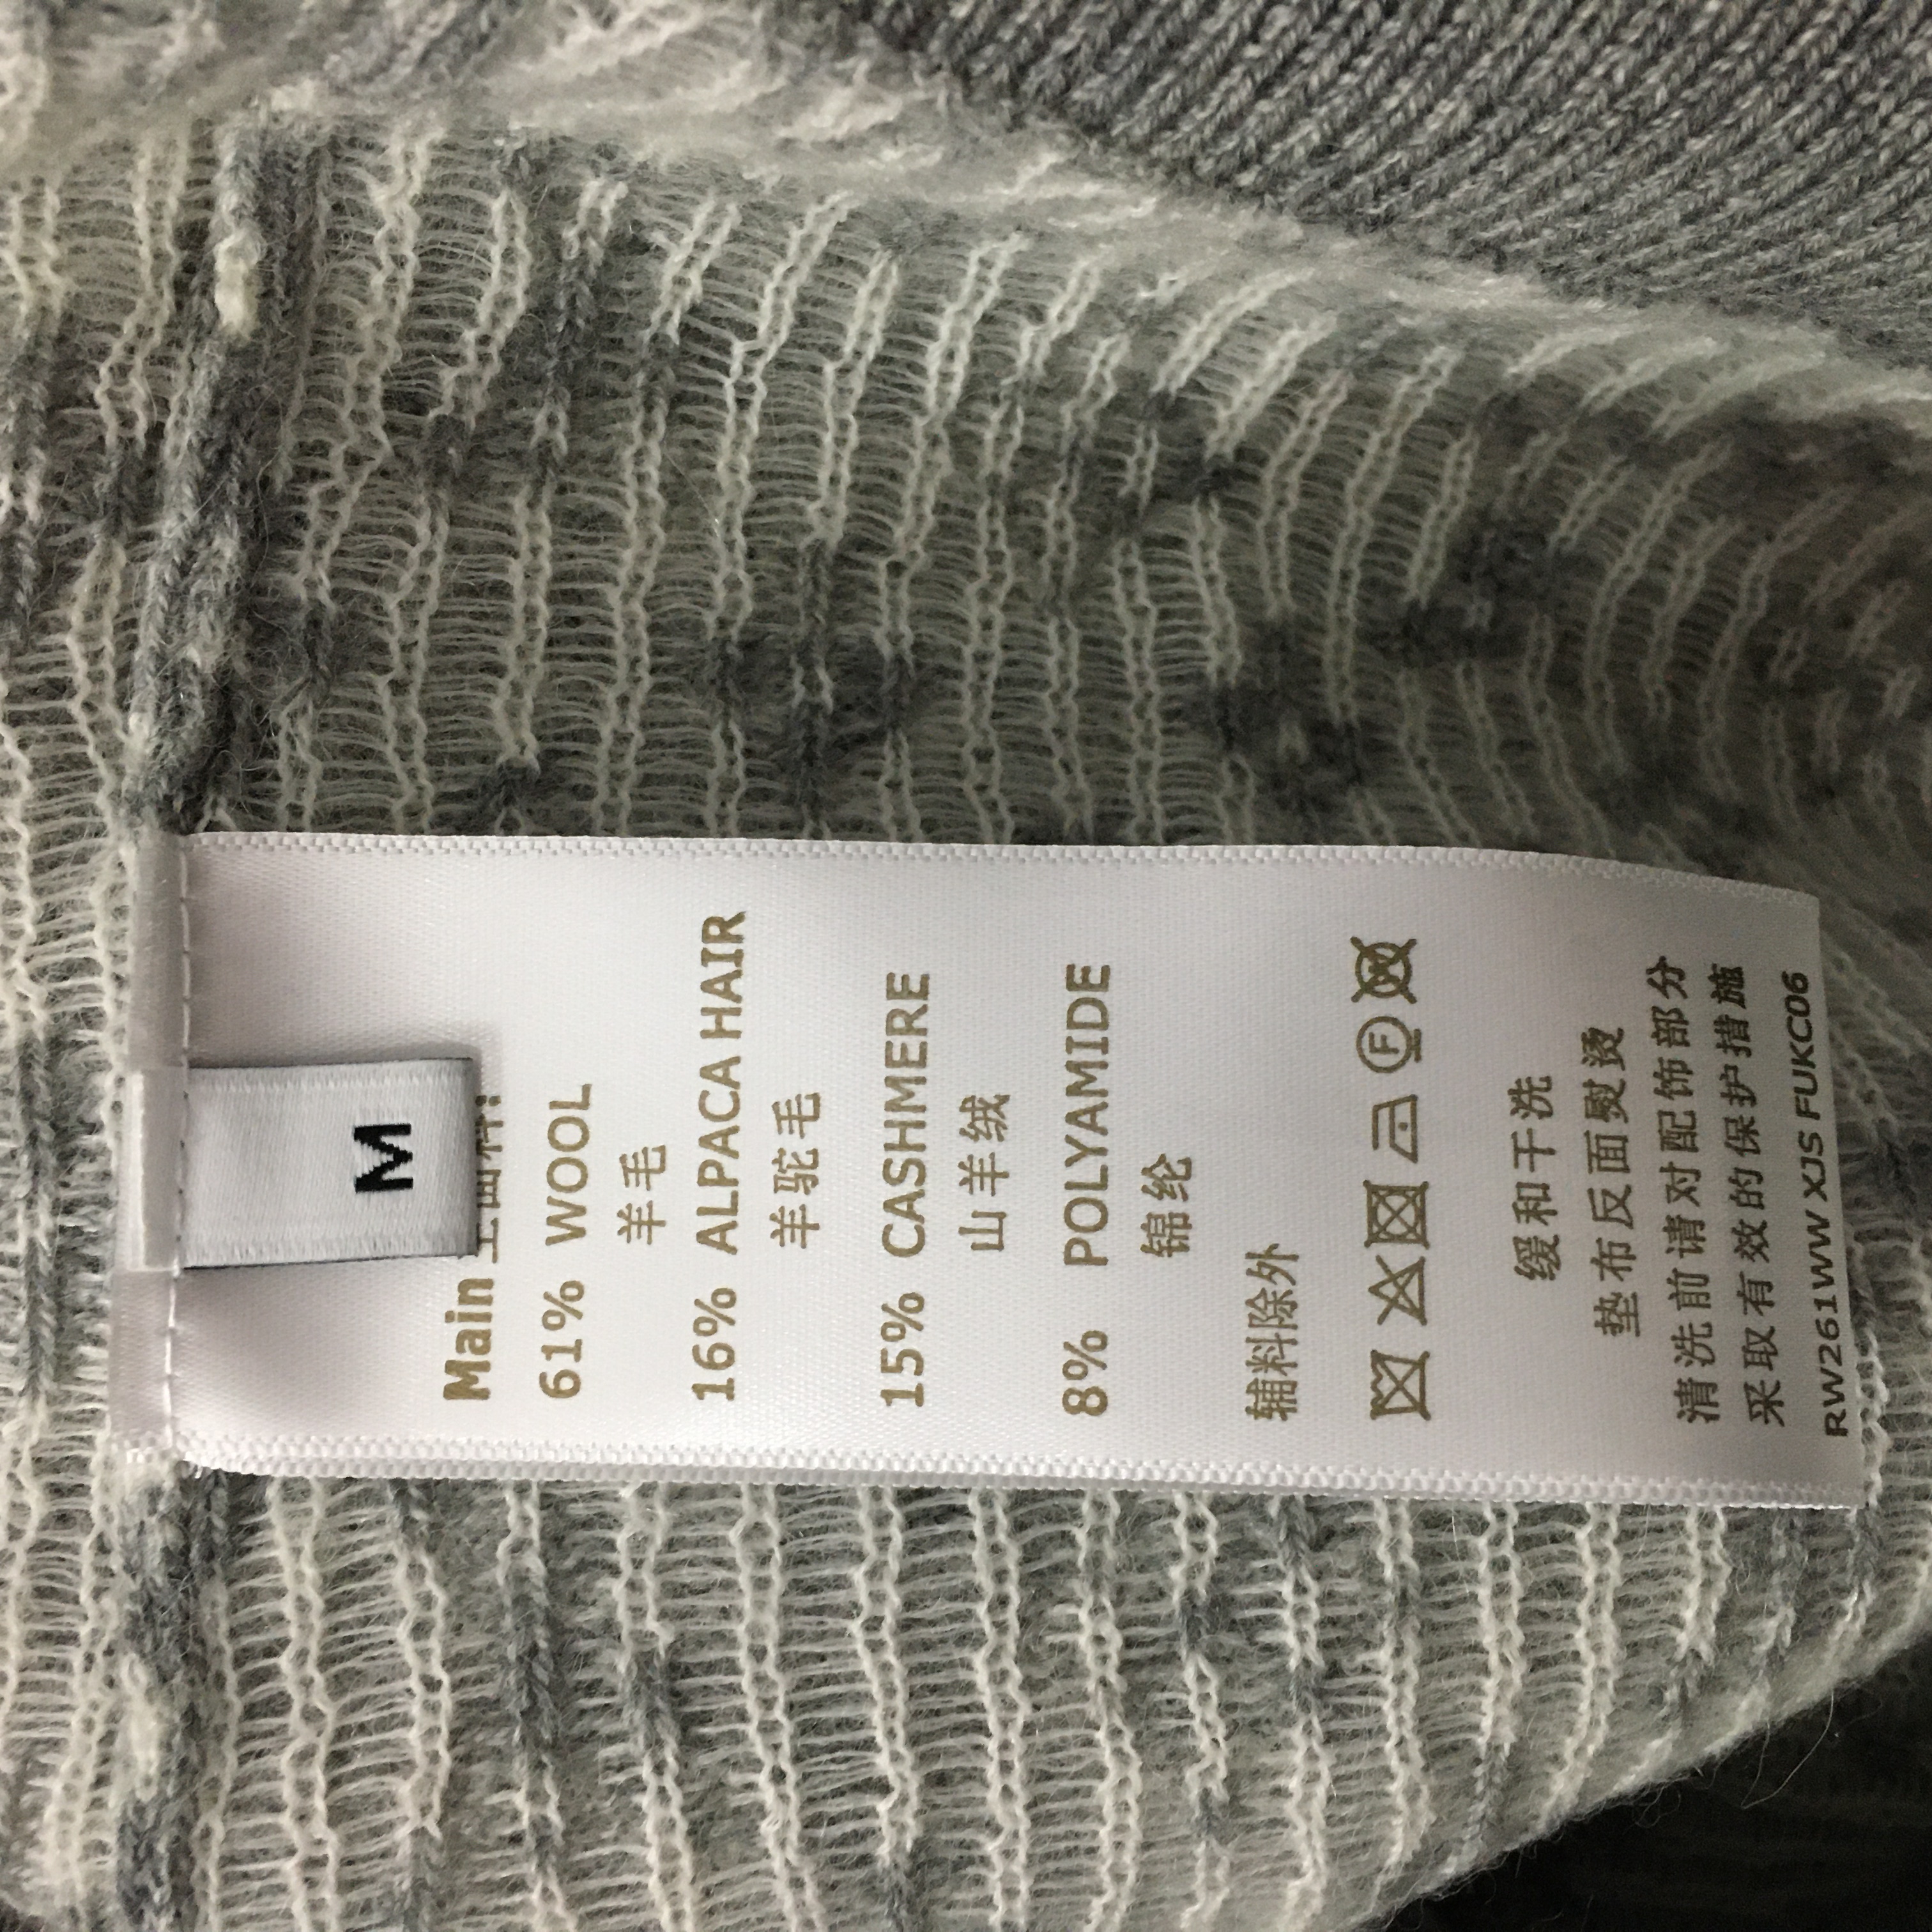 M
Main
61% WOOL
羊毛
16% ALPACA HAIR
羊驼毛
15% CASHMERE
山羊绒
8% POLYAMIDE
锦纶
辅料除外
F W
缓和干洗
垫布反面熨烫
清洗前请对配饰部分
采取有效的保护措施
RW261WW XJS FUKC06